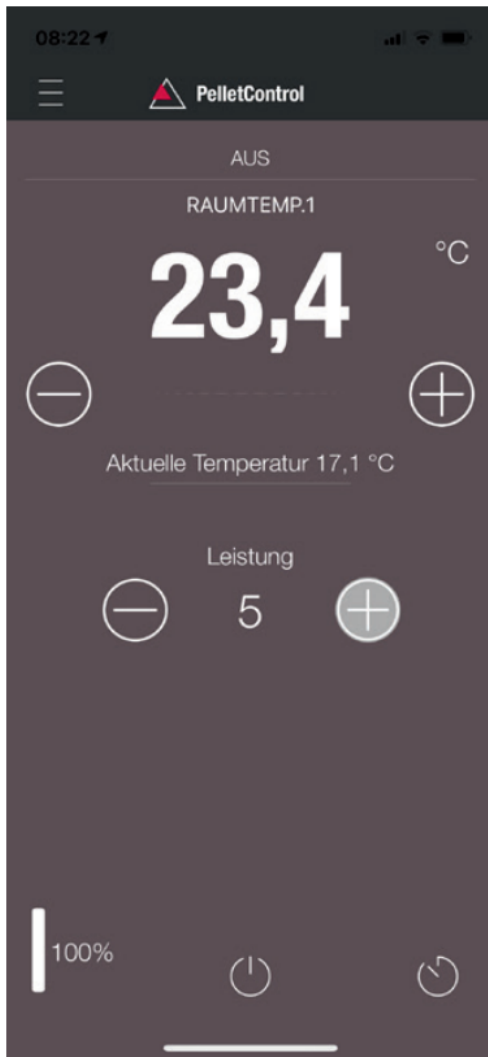 08:22
PelletControl
AUS
RAUMTEMP.1
°C
23,4
Aktuelle Temperatur 17,1 °C
Leistung
5
100%